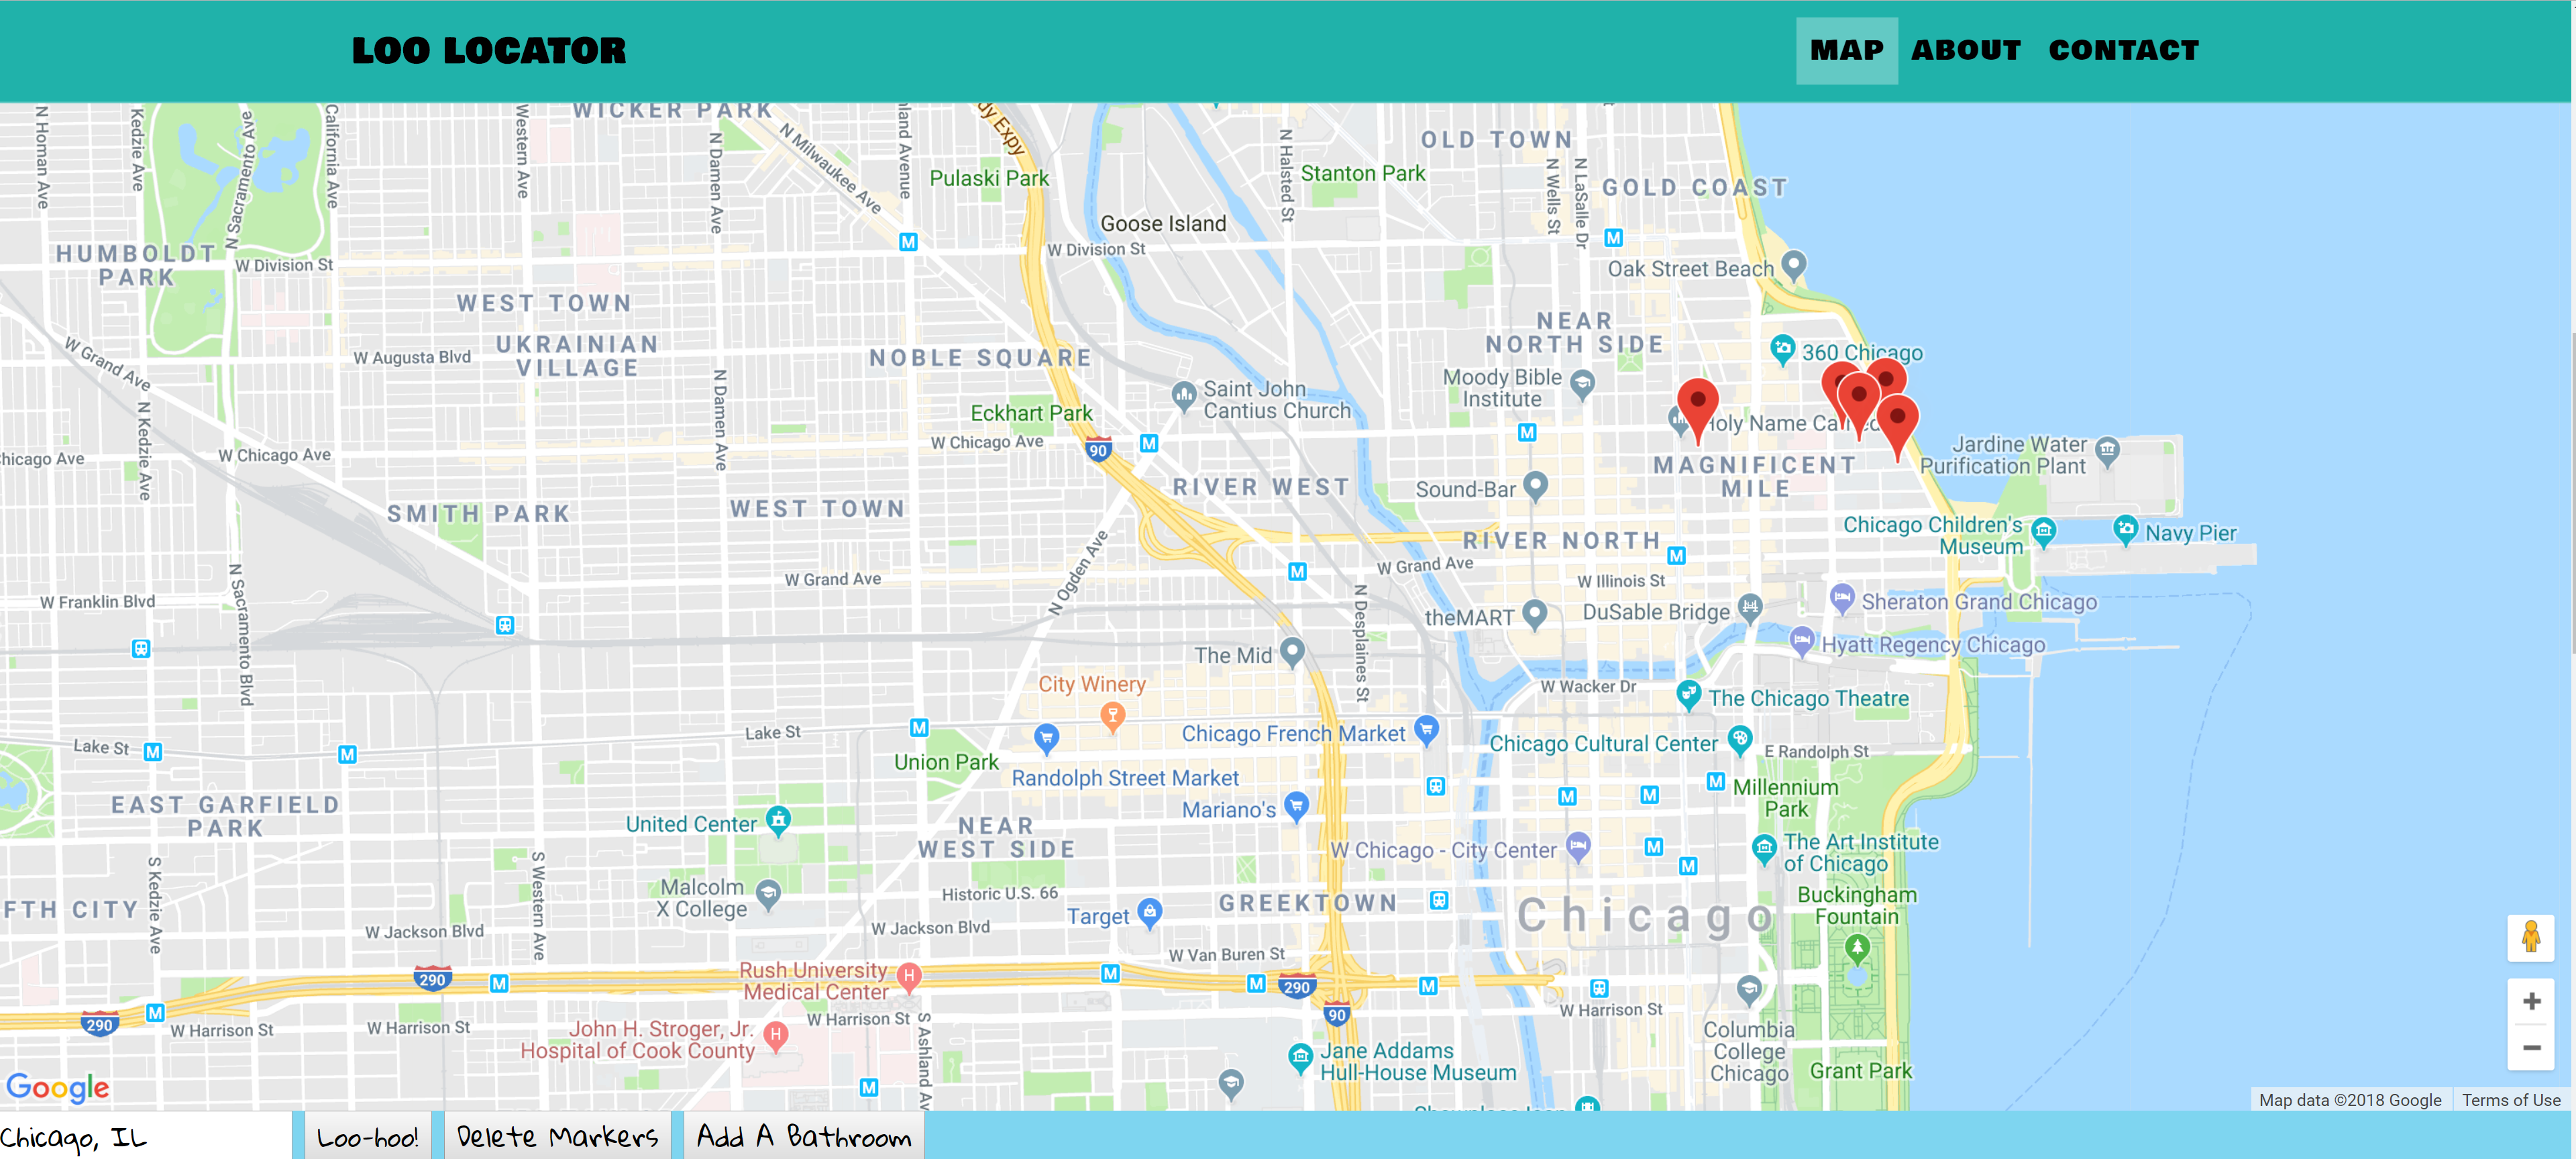 LOO LOCATOR
MAP ABOUT CONTACT
WICKER PARK
OLD TOWN
GOLD COAST
Pulaski Park
Stanton Park
Goose Island
W Division St
W Division St
HUMBOLDT
PARK
N Homan Ave
Kedzie Ave
N Sacramento Ave
California Ave
Western Ave
N Damen Ave
N Milwaukee Ave
N Halsted St
N Wells St
N LaSalle Dr
Oak Street Beach
WEST TOWN
UKRAINIAN
VILLAGE
W Augusta Blvd
W Grand Ave
NOBLE SQUARE
NEAR
NORTH SIDE
360 Chicago
Moody Bible
Institute
Saint John
Cantius Church
Eckhart Park
W Chicago Ave
W Chicago Ave
90
N Kedzie Ave
N Damen Ave
MAGNIFICENT
MILE
Jardine Water
Purification Plant
Sound-Bar
RIVER WEST
WEST TOWN
SMITH PARK
RIVER NORTH
Chicago Children's
Museum
Navy Pier
N Ogden Ave
W Grand Ave
W Grand Ave
W Illinois St
W Franklin Blvd
N Sacramento Blvd
N Desplaines St
theMART
DuSable Bridge
Sheraton Grand Chicago
Hyatt Regency Chicago
The Mid
City Winery
W Wacker Dr
The Chicago Theatre
Lake St
Lake St
Chicago French Market
Chicago Cultural Center
E Randolph St
Union Park
Randolph Street Market
Mariano's
Millennium
Park
EAST GARFIELD
PARK
United Center
NEAR
WEST SIDE
W Chicago - City Center
The Art Institute
of Chicago
S Kedzie Ave
S Western Ave
Malcolm
X College
Historic U.S. 66
GREEKTOWN
Buckingham
Fountain
FTH CITY
W Jackson Blvd
W Jackson Blvd
Target
Chicago
W Van Buren St
290
290
290
90
Rush University
Medical Center
W Harrison St
W Harrison St
W Harrison St
W Harrison St
John H. Stroger, Jr.
Hospital of Cook County
S Ashland Av
Columbia
College
Chicago
Jane Addams
Hull-House Museum
Grant Park
Google
Map data ©2018 Google
Terms of Use
Chicago, IL
Loo-hoo!
Delete Markers
Add A Bathroom